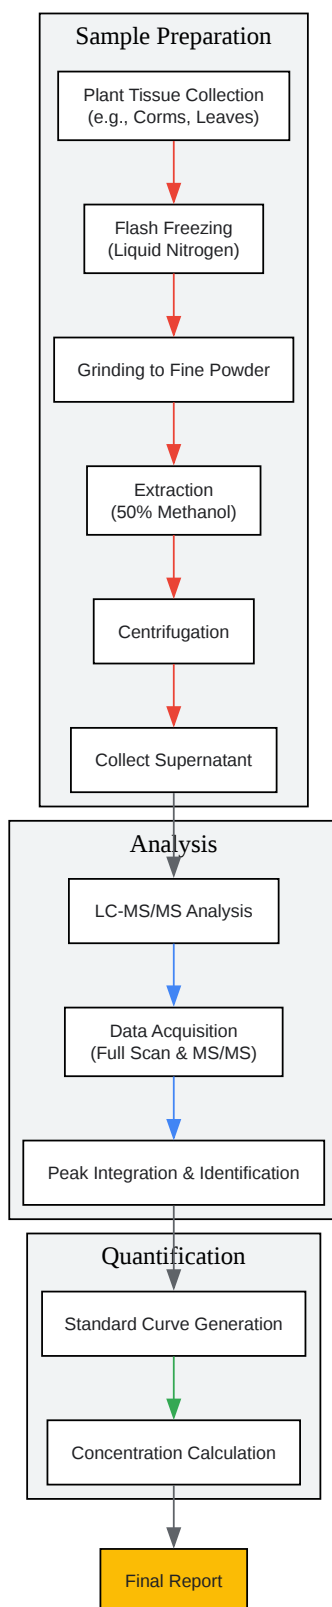 Sample Preparation
Plant Tissue Collection
(e.g., Corms, Leaves)
Flash Freezing
(Liquid Nitrogen)
Grinding to Fine Powder
Extraction
(50% Methanol)
Centrifugation
Collect Supernatant
Analysis
LC-MS/MS Analysis
Data Acquisition
(Full Scan & MS/MS)
Peak Integration & Identification
Quantification
Standard Curve Generation
Concentration Calculation
Final Report